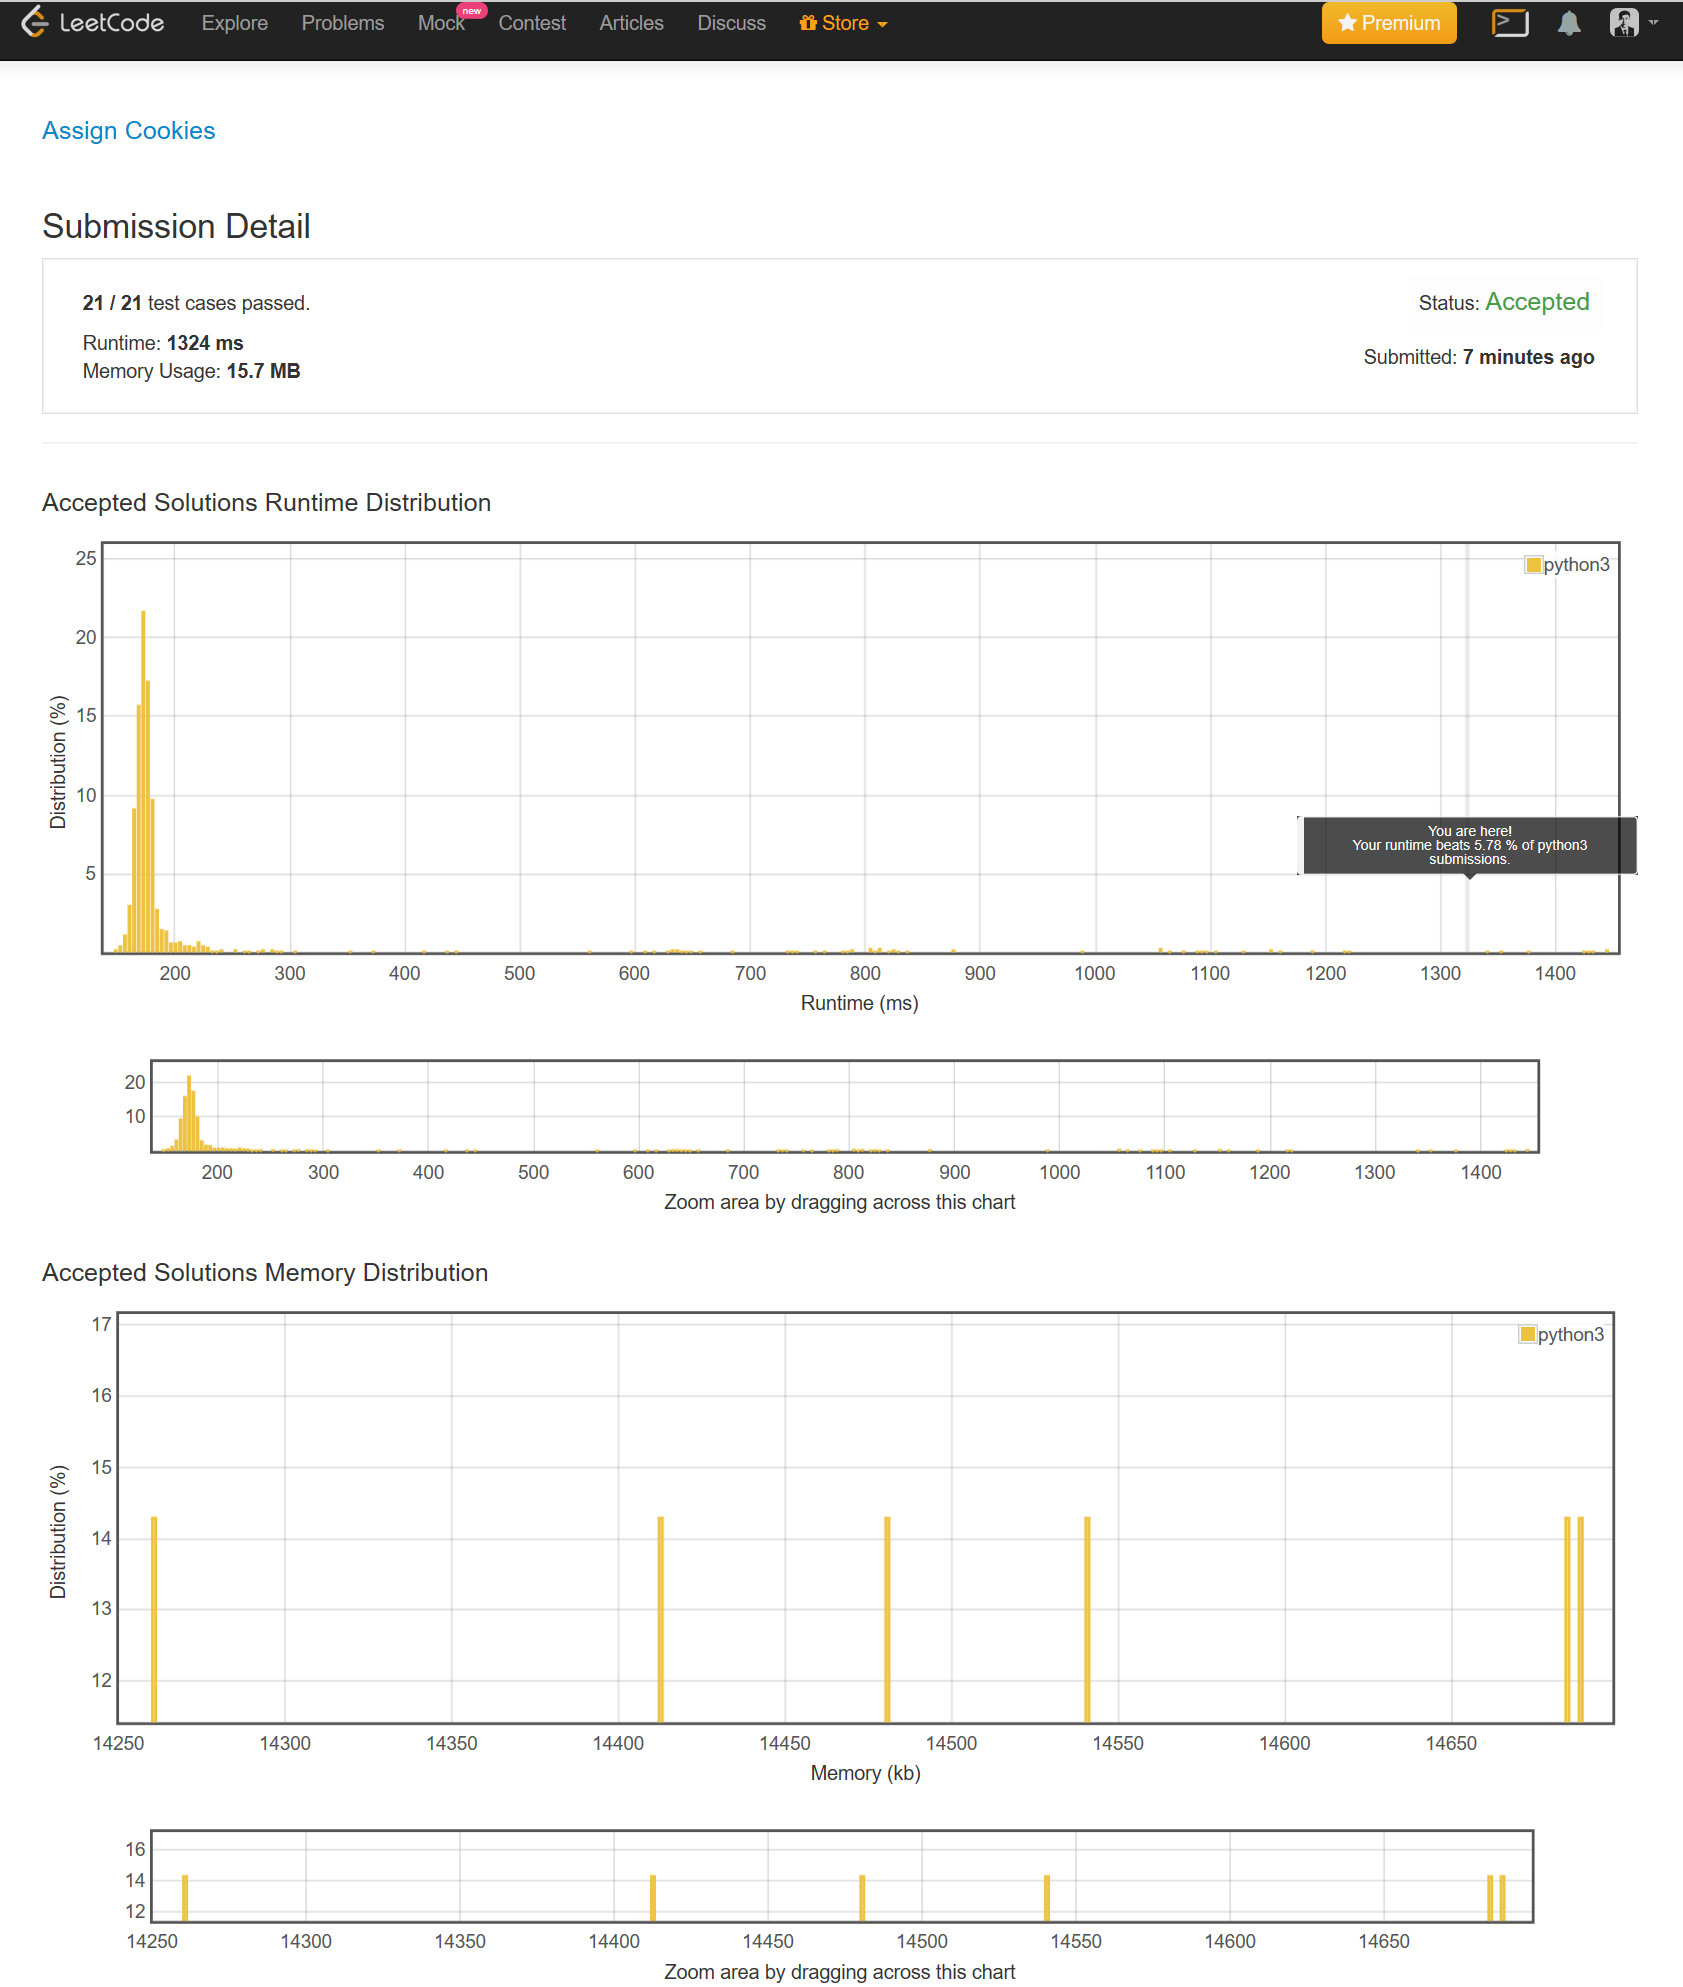 LeetCode Explore Problems Mock new Contest Articles Discuss Store Premium
Assign Cookies
Submission Detail
21 / 21 test cases passed.
Status: Accepted
Runtime: 1324 ms
Submitted: 7 minutes ago
Memory Usage: 15.7 MB
Accepted Solutions Runtime Distribution
python3
25
20
15
10
5
Distribution (%)
You are here!
Your runtime beats 5.78 % of python3
submissions.
200 300 400 500 600 700 800 900 1000 1100 1200 1300 1400
Runtime (ms)
20
10
200 300 400 500 600 700 800 900 1000 1100 1200 1300 1400
Zoom area by dragging across this chart
Accepted Solutions Memory Distribution
python3
17
16
15
14
13
12
Distribution (%)
14250 14300 14350 14400 14450 14500 14550 14600 14650
Memory (kb)
16
14
12
14250 14300 14350 14400 14450 14500 14550 14600 14650
Zoom area by dragging across this chart